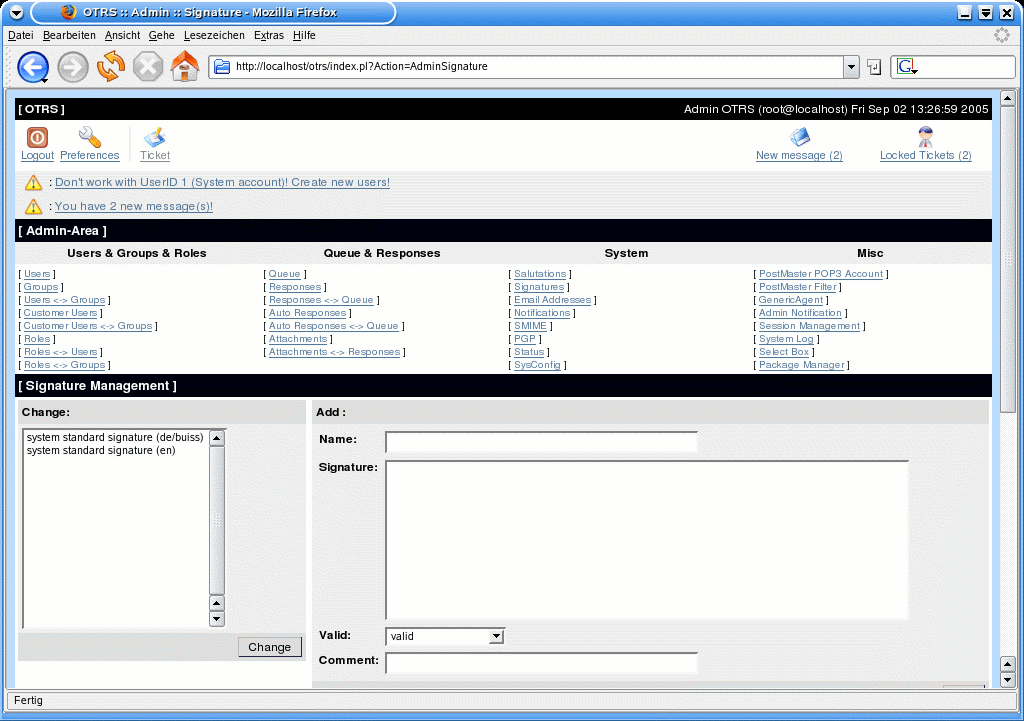 OTRS :: Admin :: Signature - Mozilla Firefox
Datei Bearbeiten Ansicht Gehe Lesezeichen Extras Hilfe
http://localhost/otrs/index.pl?Action=AdminSignature
G
[ OTRS ] Admin OTRS (root@localhost) Fri Sep 02 13:26:59 2005
Logout Preferences Ticket New message (2) Locked Tickets (2)
: Don't work with UserID 1 (System account)! Create new users!
: You have 2 new message(s)!
[ Admin-Area ]
Users & Groups & Roles Queue & Responses System Misc
[ Users ] [ Queue ] [ Salutations ] [ PostMaster POP3 Account ]
[ Groups ] [ Responses ] [ Signatures ] [ PostMaster Filter ]
[ Users <-> Groups ] [ Responses <-> Queue ] [ Email Addresses ] [ GenericAgent ]
[ Customer Users ] [ Auto Responses ] [ Notifications ] [ Admin Notification ]
[ Customer Users <-> Groups ] [ Auto Responses <-> Queue ] [ SMIME ] [ Session Management ]
[ Roles ] [ Attachments ] [ PGP ] [ System Log ]
[ Roles <-> Users ] [ Attachments <-> Responses ] [ Status ] [ Select Box ]
[ Roles <-> Groups ] [ SysConfig ] [ Package Manager ]
[ Signature Management ]
Change: Add :
system standard signature (de/buiss)
system standard signature (en)
Change
Name:
Signature:
Valid: valid
Comment:
Fertig